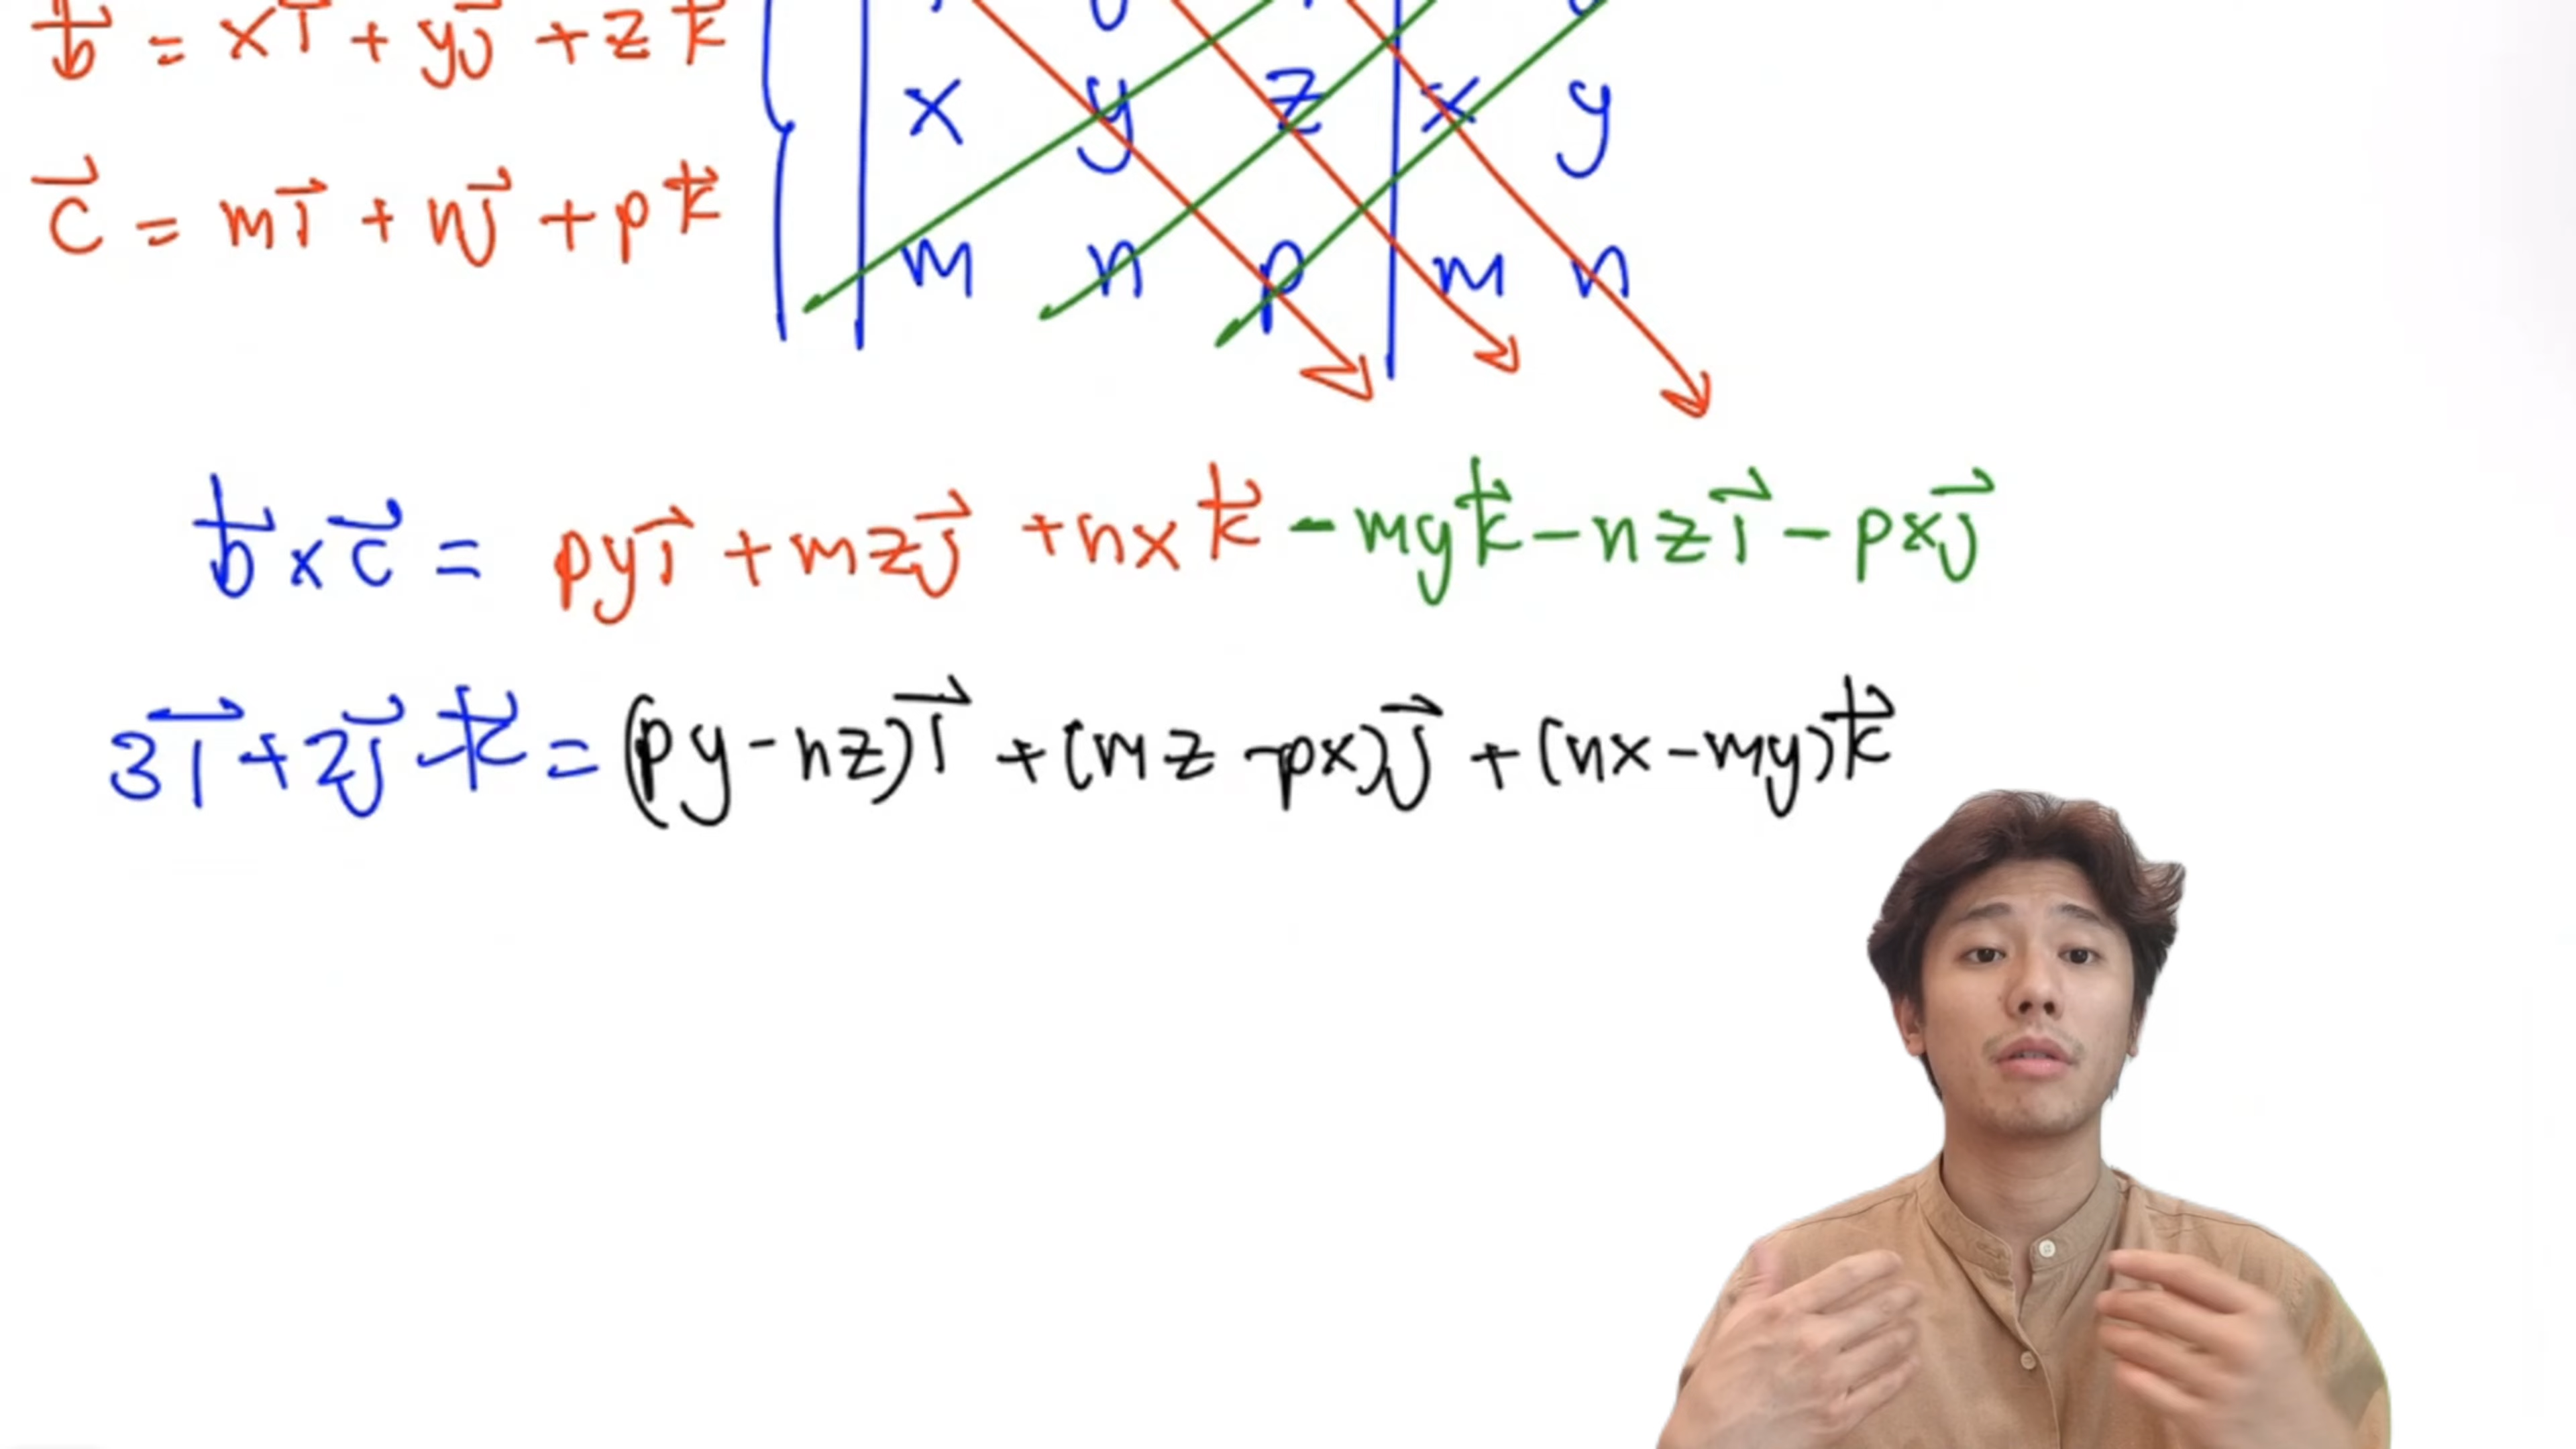 b⃗ = xi⃗ + yj⃗ + zk⃗
c⃗ = mi⃗ + nj⃗ + pk⃗
x y z x y
m n p m n
b⃗ × c⃗ = pyi⃗ + mzj⃗ + nxk⃗ − myk⃗ − nzi⃗ − pxj⃗
3i⃗ + 2j⃗ − k⃗ = (py − nz)i⃗ + (mz − px)j⃗ + (nx − my)k⃗